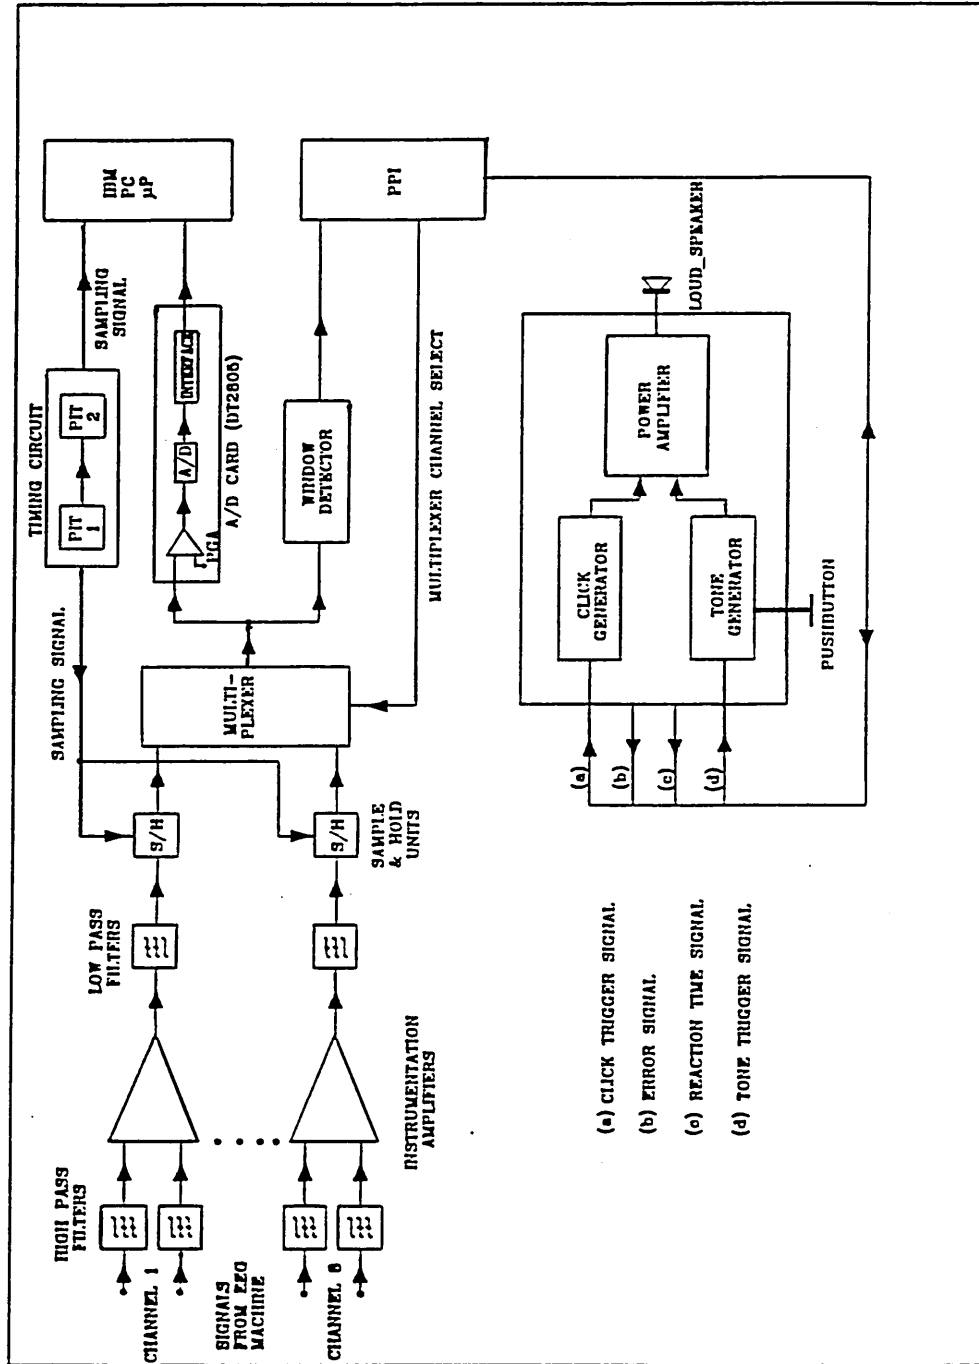 HIGH PASS
FILTERS
CHANNEL 1
SIGNALS
FROM EEG
MACHINE
CHANNEL 8
INSTRUMENTATION
AMPLIFIERS
LOW PASS
FILTERS
S/H
S/H
SAMPLE
& HOLD
UNITS
SAMPLING SIGNAL
MULTI-
PLEXER
TIMING CIRCUIT
PIT
1
PIT
2
SAMPLING
SIGNAL
PGA
A/D
INTERFACE
A/D CARD (DT2805)
WINDOW
DETECTOR
MULTIPLEXER CHANNEL SELECT
IBM
PC
µP
PPI
(a)
(b)
(c)
(d)
CLICK
GENERATOR
TONE
GENERATOR
POWER
AMPLIFIER
LOUD_SPEAKER
PUSHBUTTON
(a) CLICK TRIGGER SIGNAL
(b) ERROR SIGNAL
(c) REACTION TIME SIGNAL
(d) TONE TRIGGER SIGNAL